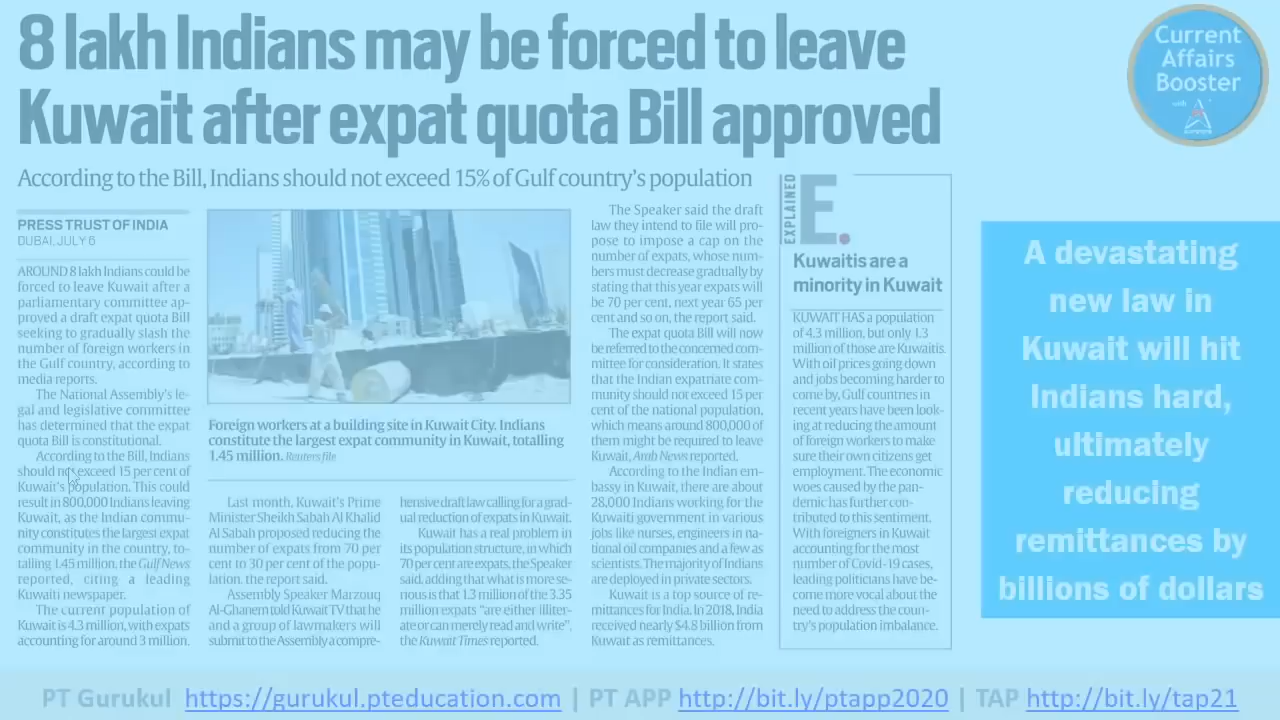 8 lakh Indians may be forced to leave
Kuwait after expat quota Bill approved
According to the Bill, Indians should not exceed 15% of Gulf country's population
PRESS TRUST OF INDIA
DUBAI, JULY 6
AROUND 8 lakh Indians could be
forced to leave Kuwait after a
parliamentary committee ap-
proved a draft expat quota Bill
seeking to gradually slash the
number of foreign workers in
the Gulf country, according to
media reports.
The National Assembly's le-
gal and legislative committee
has determined that the expat
quota Bill is constitutional.
According to the Bill, Indians
should not exceed 15 per cent of
Kuwait's population. This could
result in 800,000 Indians leaving
Kuwait, as the Indian commu-
nity constitutes the largest expat
community in the country, to-
talling 1.45 million, the Gulf News
reported, citing a leading
Kuwaiti newspaper.
The current population of
Kuwait is 4.3 million, with expats
accounting for around 3 million.
Foreign workers at a building site in Kuwait City. Indians
constitute the largest expat community in Kuwait, totalling
1.45 million. Reuters file
Last month, Kuwait's Prime
Minister Sheikh Sabah Al Khalid
Al Sabah proposed reducing the
number of expats from 70 per
cent to 30 per cent of the popu-
lation, the report said.
Assembly Speaker Marzouq
Al-Ghanem told Kuwait TV that he
and a group of lawmakers will
submit to the Assembly a compre-
hensive draft law calling for a grad-
ual reduction of expats in Kuwait.
Kuwait has a real problem in
its population structure, in which
70 per cent are expats, the Speaker
said, adding that what is more se-
rious is that 1.3 million of the 3.35
million expats “are either illiter-
ate or can merely read and write”,
the Kuwait Times reported.
The Speaker said the draft
law they intend to file will pro-
pose to impose a cap on the
number of expats, whose num-
bers must decrease gradually by
stating that this year expats will
be 70 per cent, next year 65 per
cent and so on, the report said.
The expat quota Bill will now
be referred to the concerned com-
mittee for consideration. It states
that the Indian expatriate com-
munity should not exceed 15 per
cent of the national population,
which means around 800,000 of
them might be required to leave
Kuwait, Arab News reported.
According to the Indian em-
bassy in Kuwait, there are about
28,000 Indians working for the
Kuwaiti government in various
jobs like nurses, engineers in na-
tional oil companies and a few as
scientists. The majority of Indians
are deployed in private sectors.
Kuwait is a top source of re-
mittances for India. In 2018, India
received nearly $4.8 billion from
Kuwait as remittances.
EXPLAINED
E.
Kuwaitis are a
minority in Kuwait
KUWAIT HAS a population
of 4.3 million, but only 1.3
million of those are Kuwaitis.
With oil prices going down
and jobs becoming harder to
come by, Gulf countries in
recent years have been look-
ing at reducing the amount
of foreign workers to make
sure their own citizens get
employment. The economic
woes caused by the pan-
demic has further con-
tributed to this sentiment.
With foreigners in Kuwait
accounting for the most
number of Covid-19 cases,
leading politicians have be-
come more vocal about the
need to address the coun-
try's population imbalance.
Current
Affairs
Booster
with
A devastating
new law in
Kuwait will hit
Indians hard,
ultimately
reducing
remittances by
billions of dollars
PT Gurukul https://gurukul.pteducation.com | PT APP http://bit.ly/ptapp2020 | TAP http://bit.ly/tap21